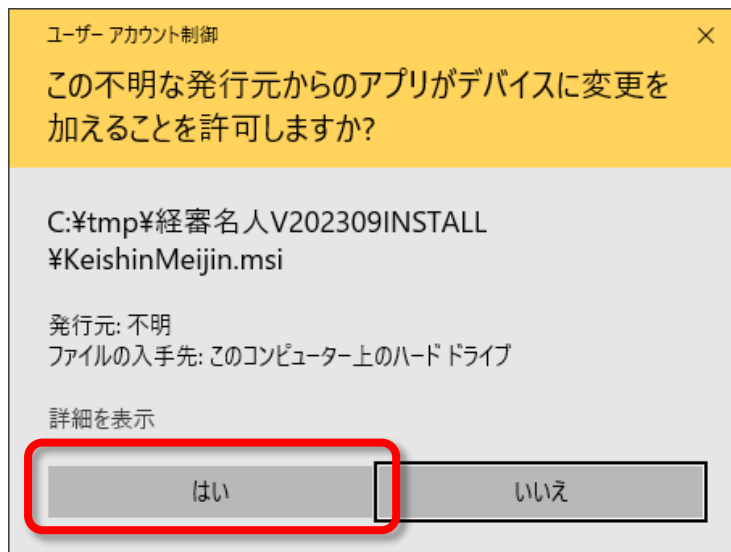 ユーザー アカウント制御
この不明な発行元からのアプリがデバイスに変更を
加えることを許可しますか?
C:¥tmp¥経審名人V202309INSTALL
¥KeishinMeijin.msi
発行元: 不明
ファイルの入手先: このコンピューター上のハード ドライブ
詳細を表示
はい
いいえ